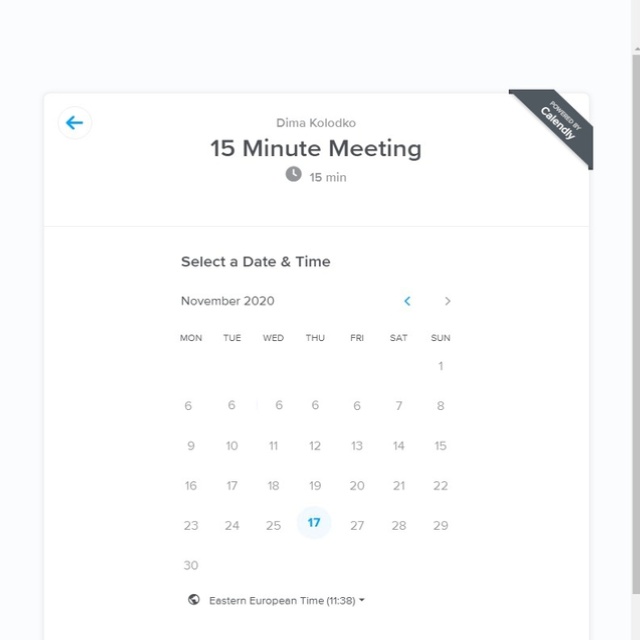 POWERED BY
Calendly
Dima Kolodko
15 Minute Meeting
15 min
Select a Date & Time
November 2020
MON TUE WED THU FRI SAT SUN
1
6 6 6 6 6 7 8
9 10 11 12 13 14 15
16 17 18 19 20 21 22
23 24 25 17 27 28 29
30
Eastern European Time (11:38)